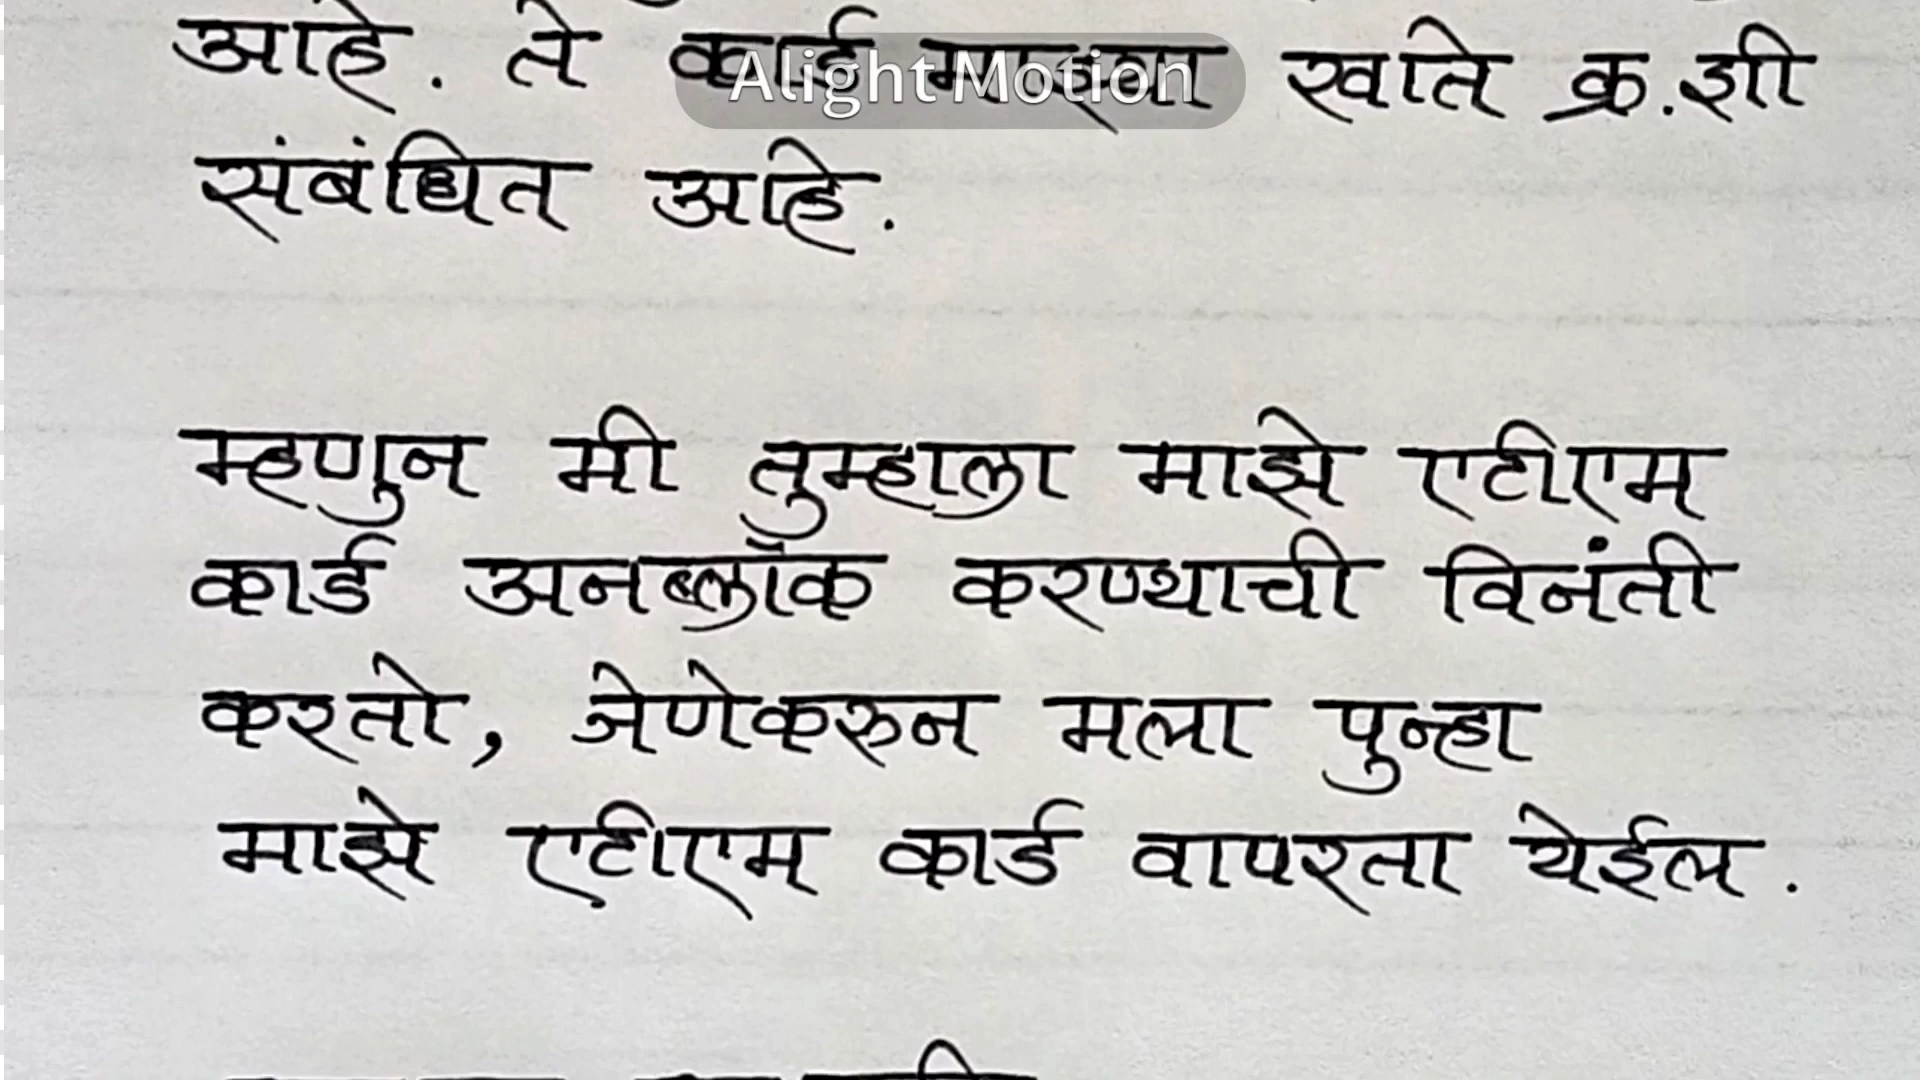 आहे. ते कार्ड माझ्या खाते क्र.शी
Alight Motion
संबंधित आहे.
म्हणुन मी तुम्हाला माझे एटीएम
कार्ड अनब्लॉक करण्याची विनंती
करतो, जेणेकरुन मला पुन्हा
माझे एटीएम कार्ड वापरता येईल.